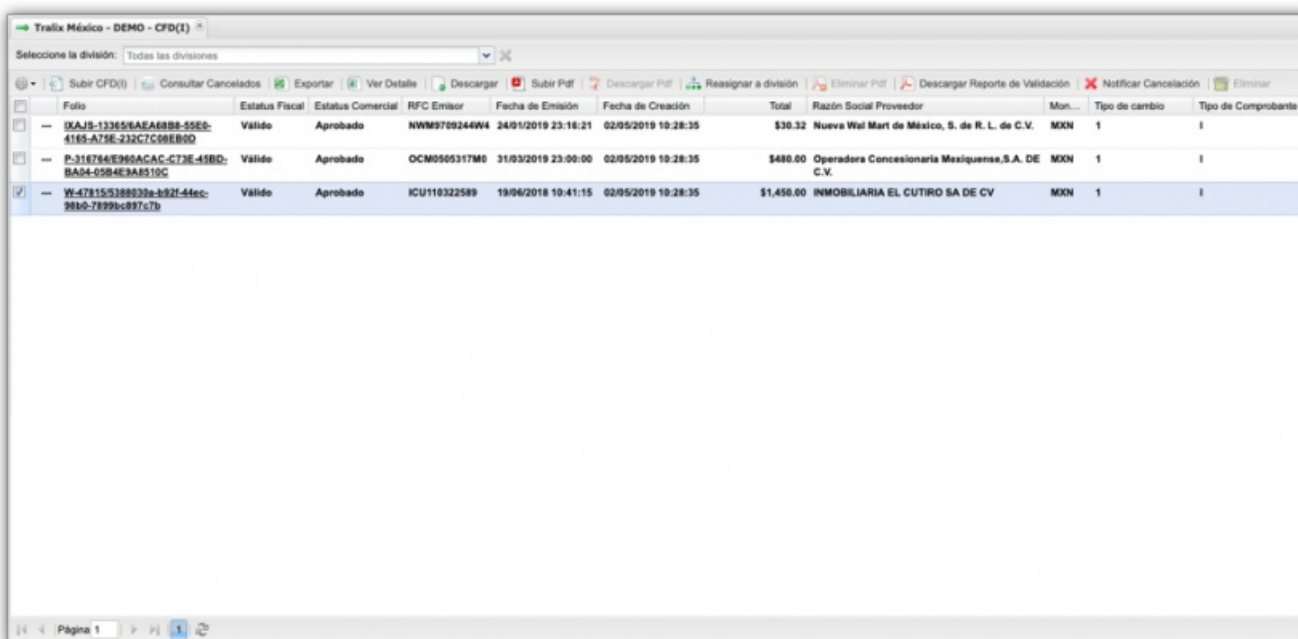 Tralix México - DEMO - CFD(I)
Seleccione la división: Todas las divisiones
Subir CFD(I) Consultar Cancelados Exportar Ver Detalle Descargar Subir Pdf Descargar Pdf Reasignar a división Eliminar Pdf Descargar Reporte de Validación Notificar Cancelación Eliminar
Folio Estatus Fiscal Estatus Comercial RFC Emisor Fecha de Emisión Fecha de Creación Total Razón Social Proveedor Mon... Tipo de cambio Tipo de Comprobante
IXAJS-13365/6AEA68B8-55E0- Válido Aprobado NWM9709244W4 24/01/2019 23:16:21 02/05/2019 10:28:35 $30.32 Nueva Wal Mart de México, S. de R. L. de C.V. MXN 1 I
4165-A75E-232C7C08EB0D
P-316764/E960ACAC-C73E-45BD- Válido Aprobado OCM0505317M0 31/03/2019 23:00:00 02/05/2019 10:28:35 $480.00 Operadora Concesionaria Mexiquense,S.A. DE MXN 1 I
BA04-05B4E9A8510C C.V.
W-47815/5388030a-b92f-44ec- Válido Aprobado ICU110322589 19/06/2018 10:41:15 02/05/2019 10:28:35 $1,450.00 INMOBILIARIA EL CUTIRO SA DE CV MXN 1 I
98b0-7899bc897c7b
Página 1 1